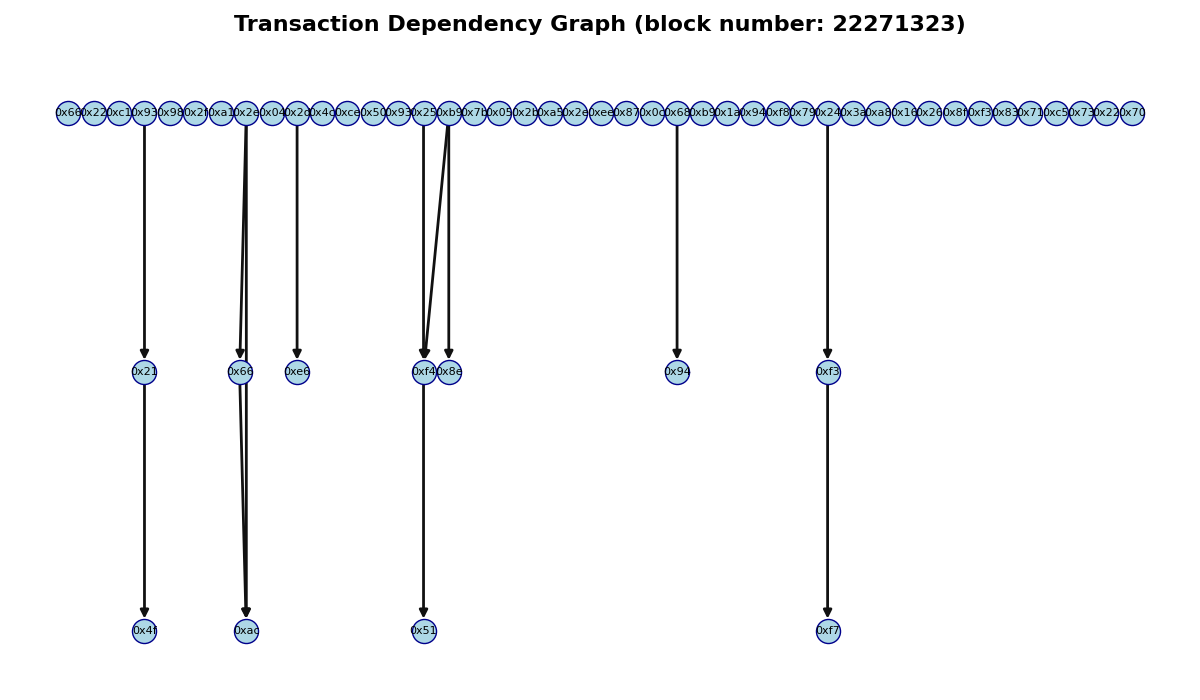 Transaction Dependency Graph (block number: 22271323)
0x66 0x22 0xc1 0x93 0x98 0x2f 0xa1 0x2e 0x04 0x2d 0x4c 0xce 0x50 0x93 0x25 0xb9 0x7b 0x05 0x2b 0xa5 0x2e 0xee 0x87 0x0c 0x68 0xb9 0x1a 0x94 0xf8 0x79 0x24 0x3a 0xa8 0x16 0x26 0x8f 0xf3 0x83 0x71 0xc5 0x73 0x22 0x70
0x21 0x66 0xe6 0xf4 0x8e 0x94 0xf3
0x4f 0xac 0x51 0xf7